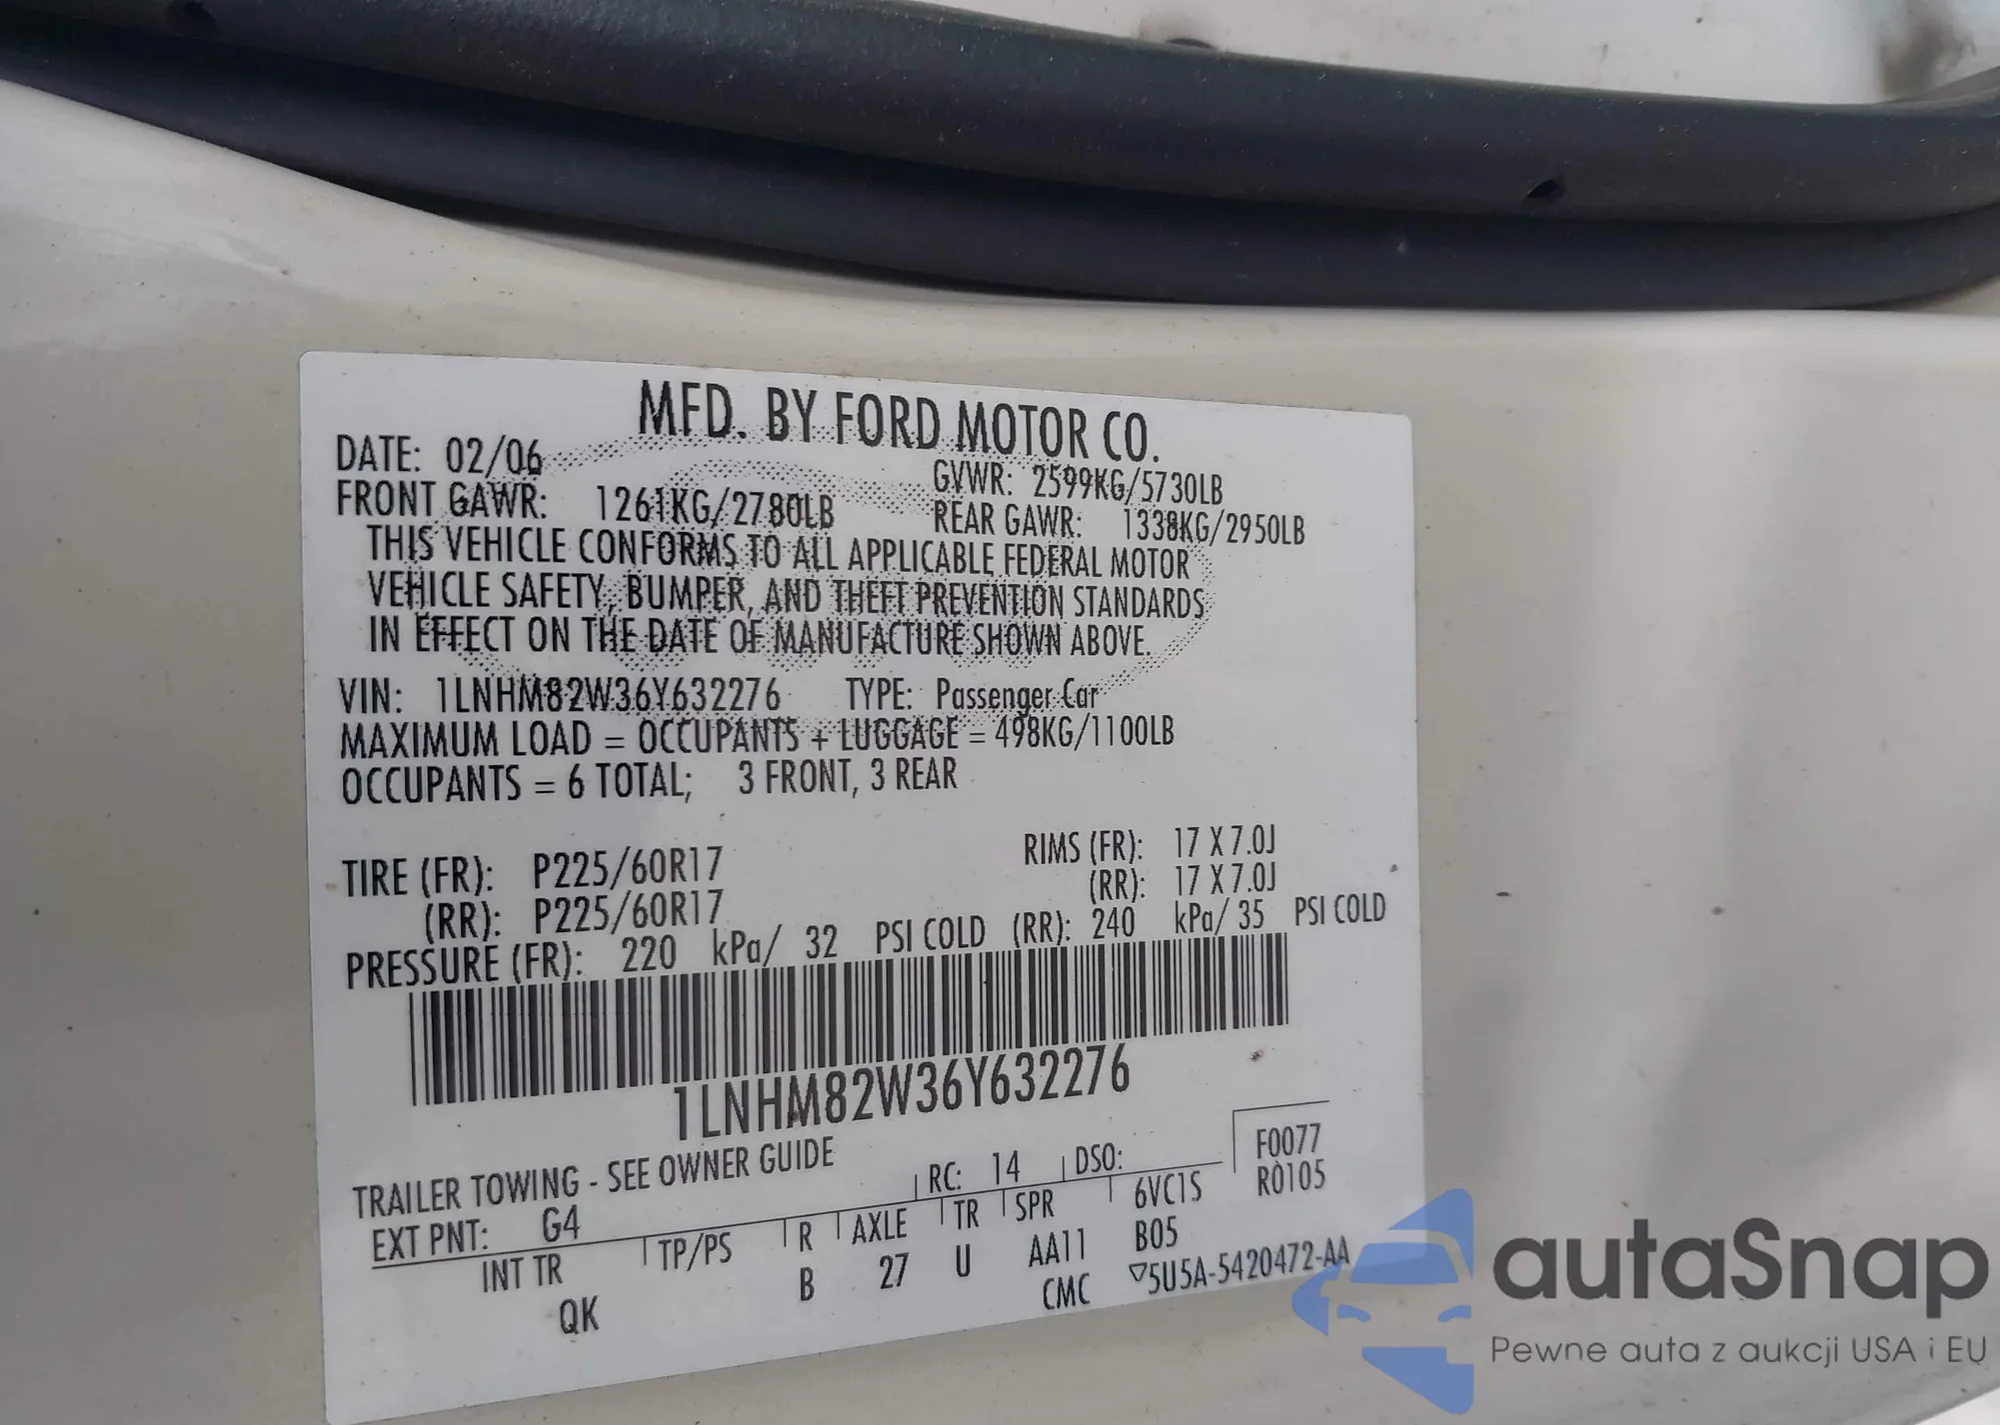 MFD. BY FORD MOTOR CO.
DATE: 02/06 GVWR: 2599KG/5730LB
FRONT GAWR: 1261KG/2780LB REAR GAWR: 1338KG/2950LB
THIS VEHICLE CONFORMS TO ALL APPLICABLE FEDERAL MOTOR
VEHICLE SAFETY, BUMPER, AND THEFT PREVENTION STANDARDS
IN EFFECT ON THE DATE OF MANUFACTURE SHOWN ABOVE.
VIN: 1LNHM82W36Y632276 TYPE: Passenger Car
MAXIMUM LOAD = OCCUPANTS + LUGGAGE = 498KG/1100LB
OCCUPANTS = 6 TOTAL; 3 FRONT, 3 REAR
TIRE (FR): P225/60R17 RIMS (FR): 17 X 7.0J
(RR): P225/60R17 (RR): 17 X 7.0J
PRESSURE (FR): 220 kPa/ 32 PSI COLD (RR): 240 kPa/ 35 PSI COLD
1LNHM82W36Y632276
TRAILER TOWING - SEE OWNER GUIDE
EXT PNT: G4 RC: 14 DSO: F0077
R0105
INT TR TP/PS R AXLE TR SPR 6VC1S
QK B 27 U AA11 B05
CMC ▽5U5A-5420472-AA
autaSnap
Pewne auta z aukcji USA i EU